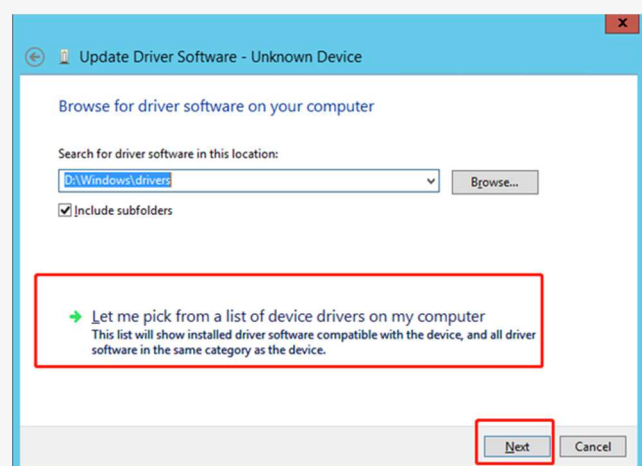 x
Update Driver Software - Unknown Device
Browse for driver software on your computer
Search for driver software in this location:
D:\Windows\drivers
Browse...
Include subfolders
Let me pick from a list of device drivers on my computer
This list will show installed driver software compatible with the device, and all driver
software in the same category as the device.
Next
Cancel